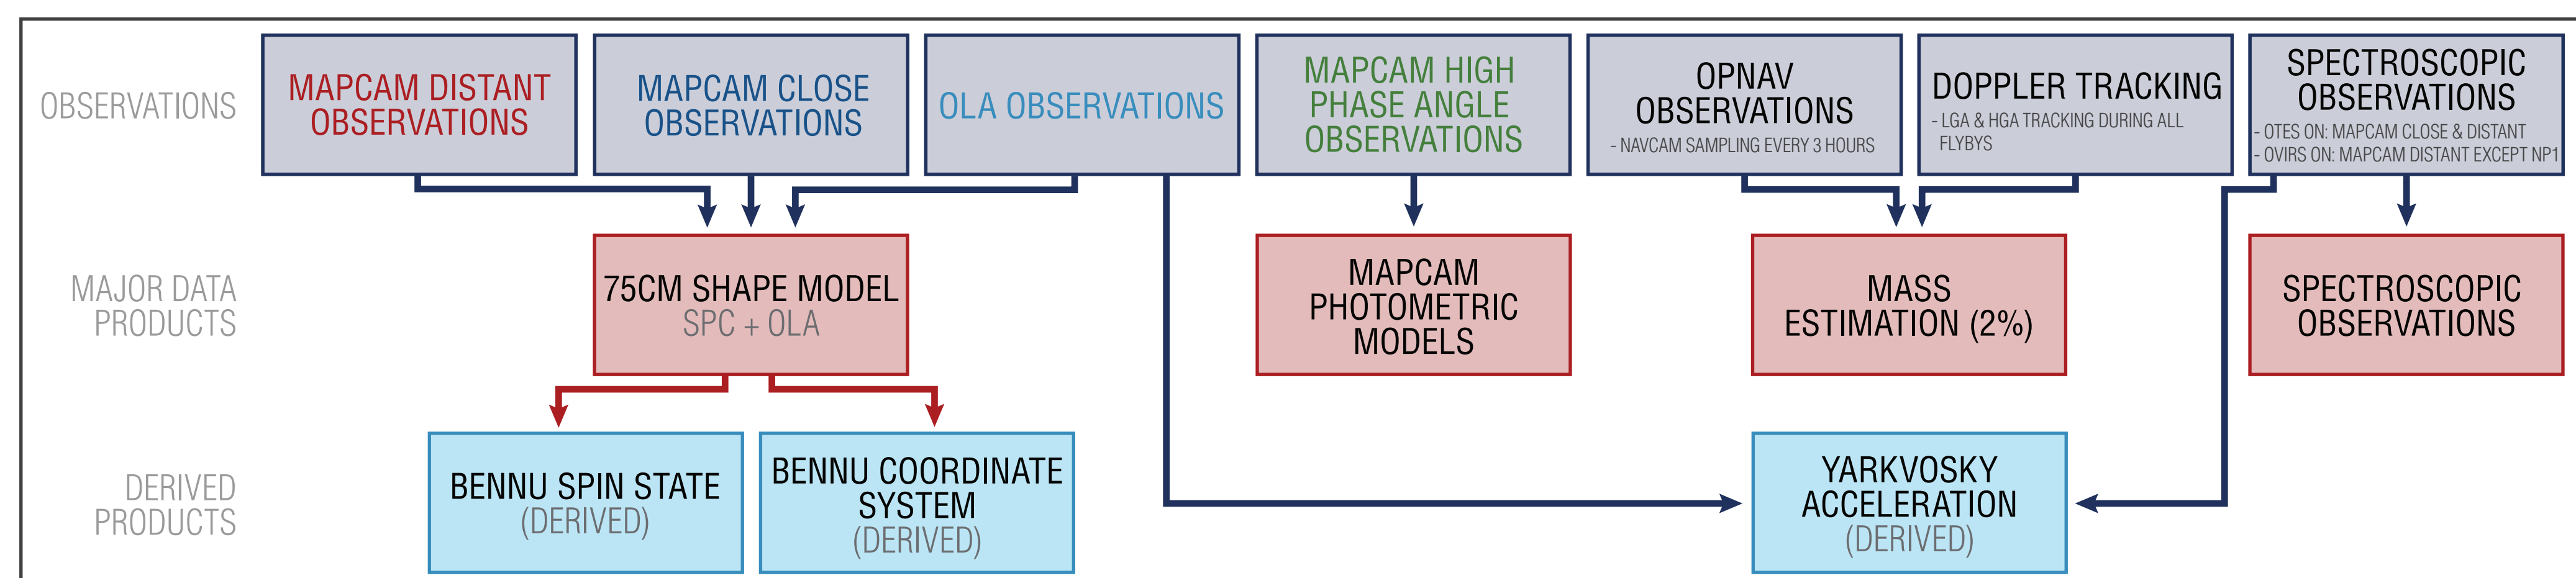 OBSERVATIONS
MAPCAM DISTANT
OBSERVATIONS
MAPCAM CLOSE
OBSERVATIONS
OLA OBSERVATIONS
MAPCAM HIGH
PHASE ANGLE
OBSERVATIONS
OPNAV
OBSERVATIONS
- NAVCAM SAMPLING EVERY 3 HOURS
DOPPLER TRACKING
- LGA & HGA TRACKING DURING ALL
FLYBYS
SPECTROSCOPIC
OBSERVATIONS
- OTES ON: MAPCAM CLOSE & DISTANT
- OVIRS ON: MAPCAM DISTANT EXCEPT NP1
MAJOR DATA
PRODUCTS
75CM SHAPE MODEL
SPC + OLA
MAPCAM
PHOTOMETRIC
MODELS
MASS
ESTIMATION (2%)
SPECTROSCOPIC
OBSERVATIONS
DERIVED
PRODUCTS
BENNU SPIN STATE
(DERIVED)
BENNU COORDINATE
SYSTEM
(DERIVED)
YARKVOSKY
ACCELERATION
(DERIVED)